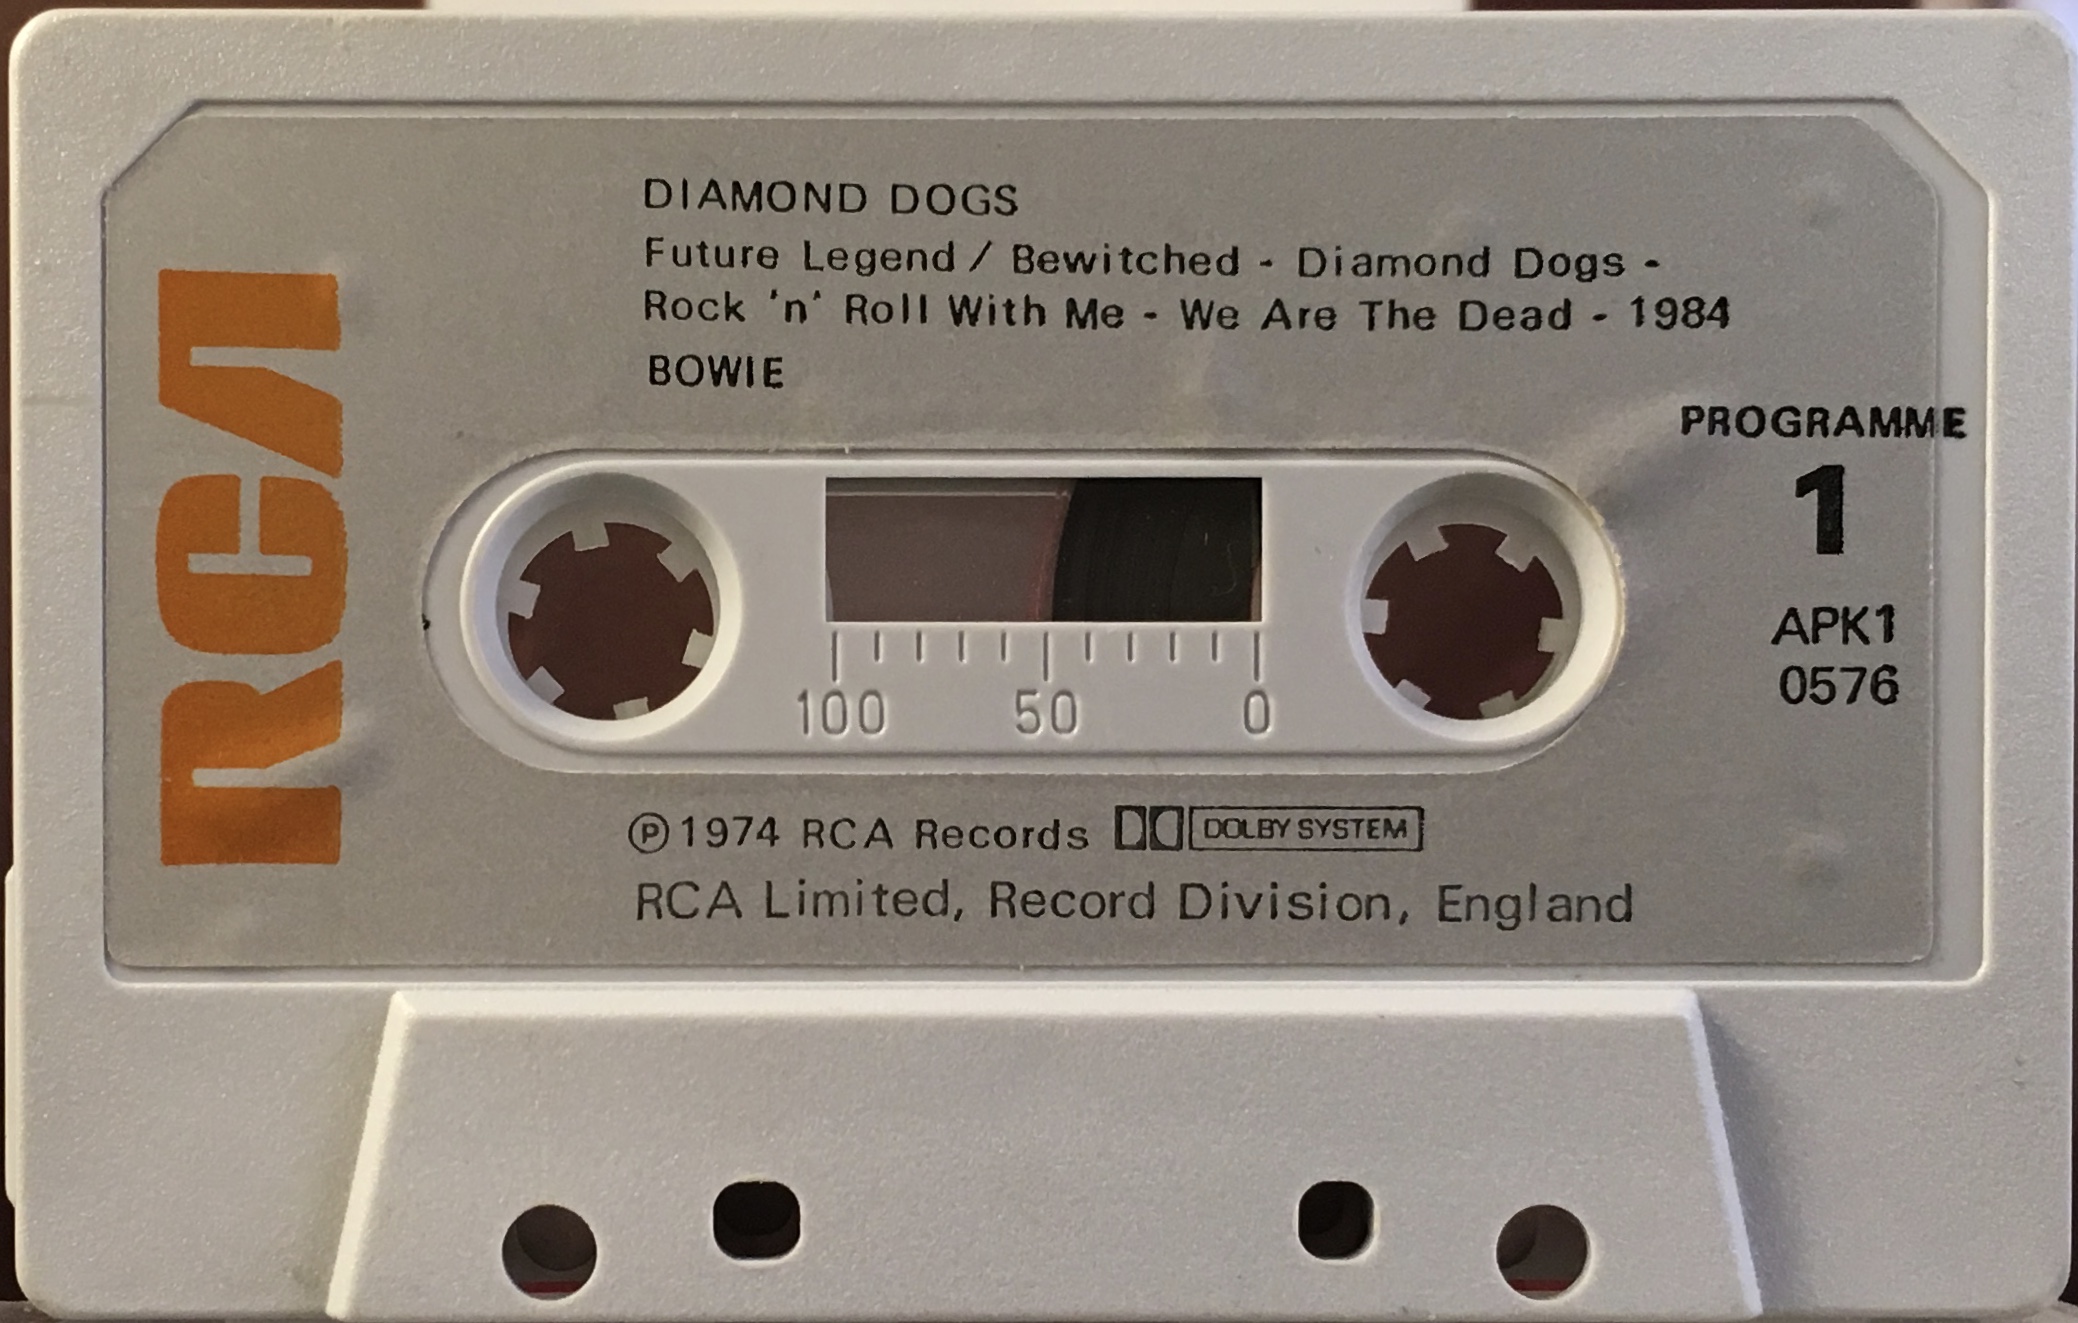 RCA
DIAMOND DOGS
Future Legend / Bewitched - Diamond Dogs -
Rock 'n' Roll With Me - We Are The Dead - 1984
BOWIE
PROGRAMME
1
APK1
0576
100 50 0
℗ 1974 RCA Records DOLBY SYSTEM
RCA Limited, Record Division, England